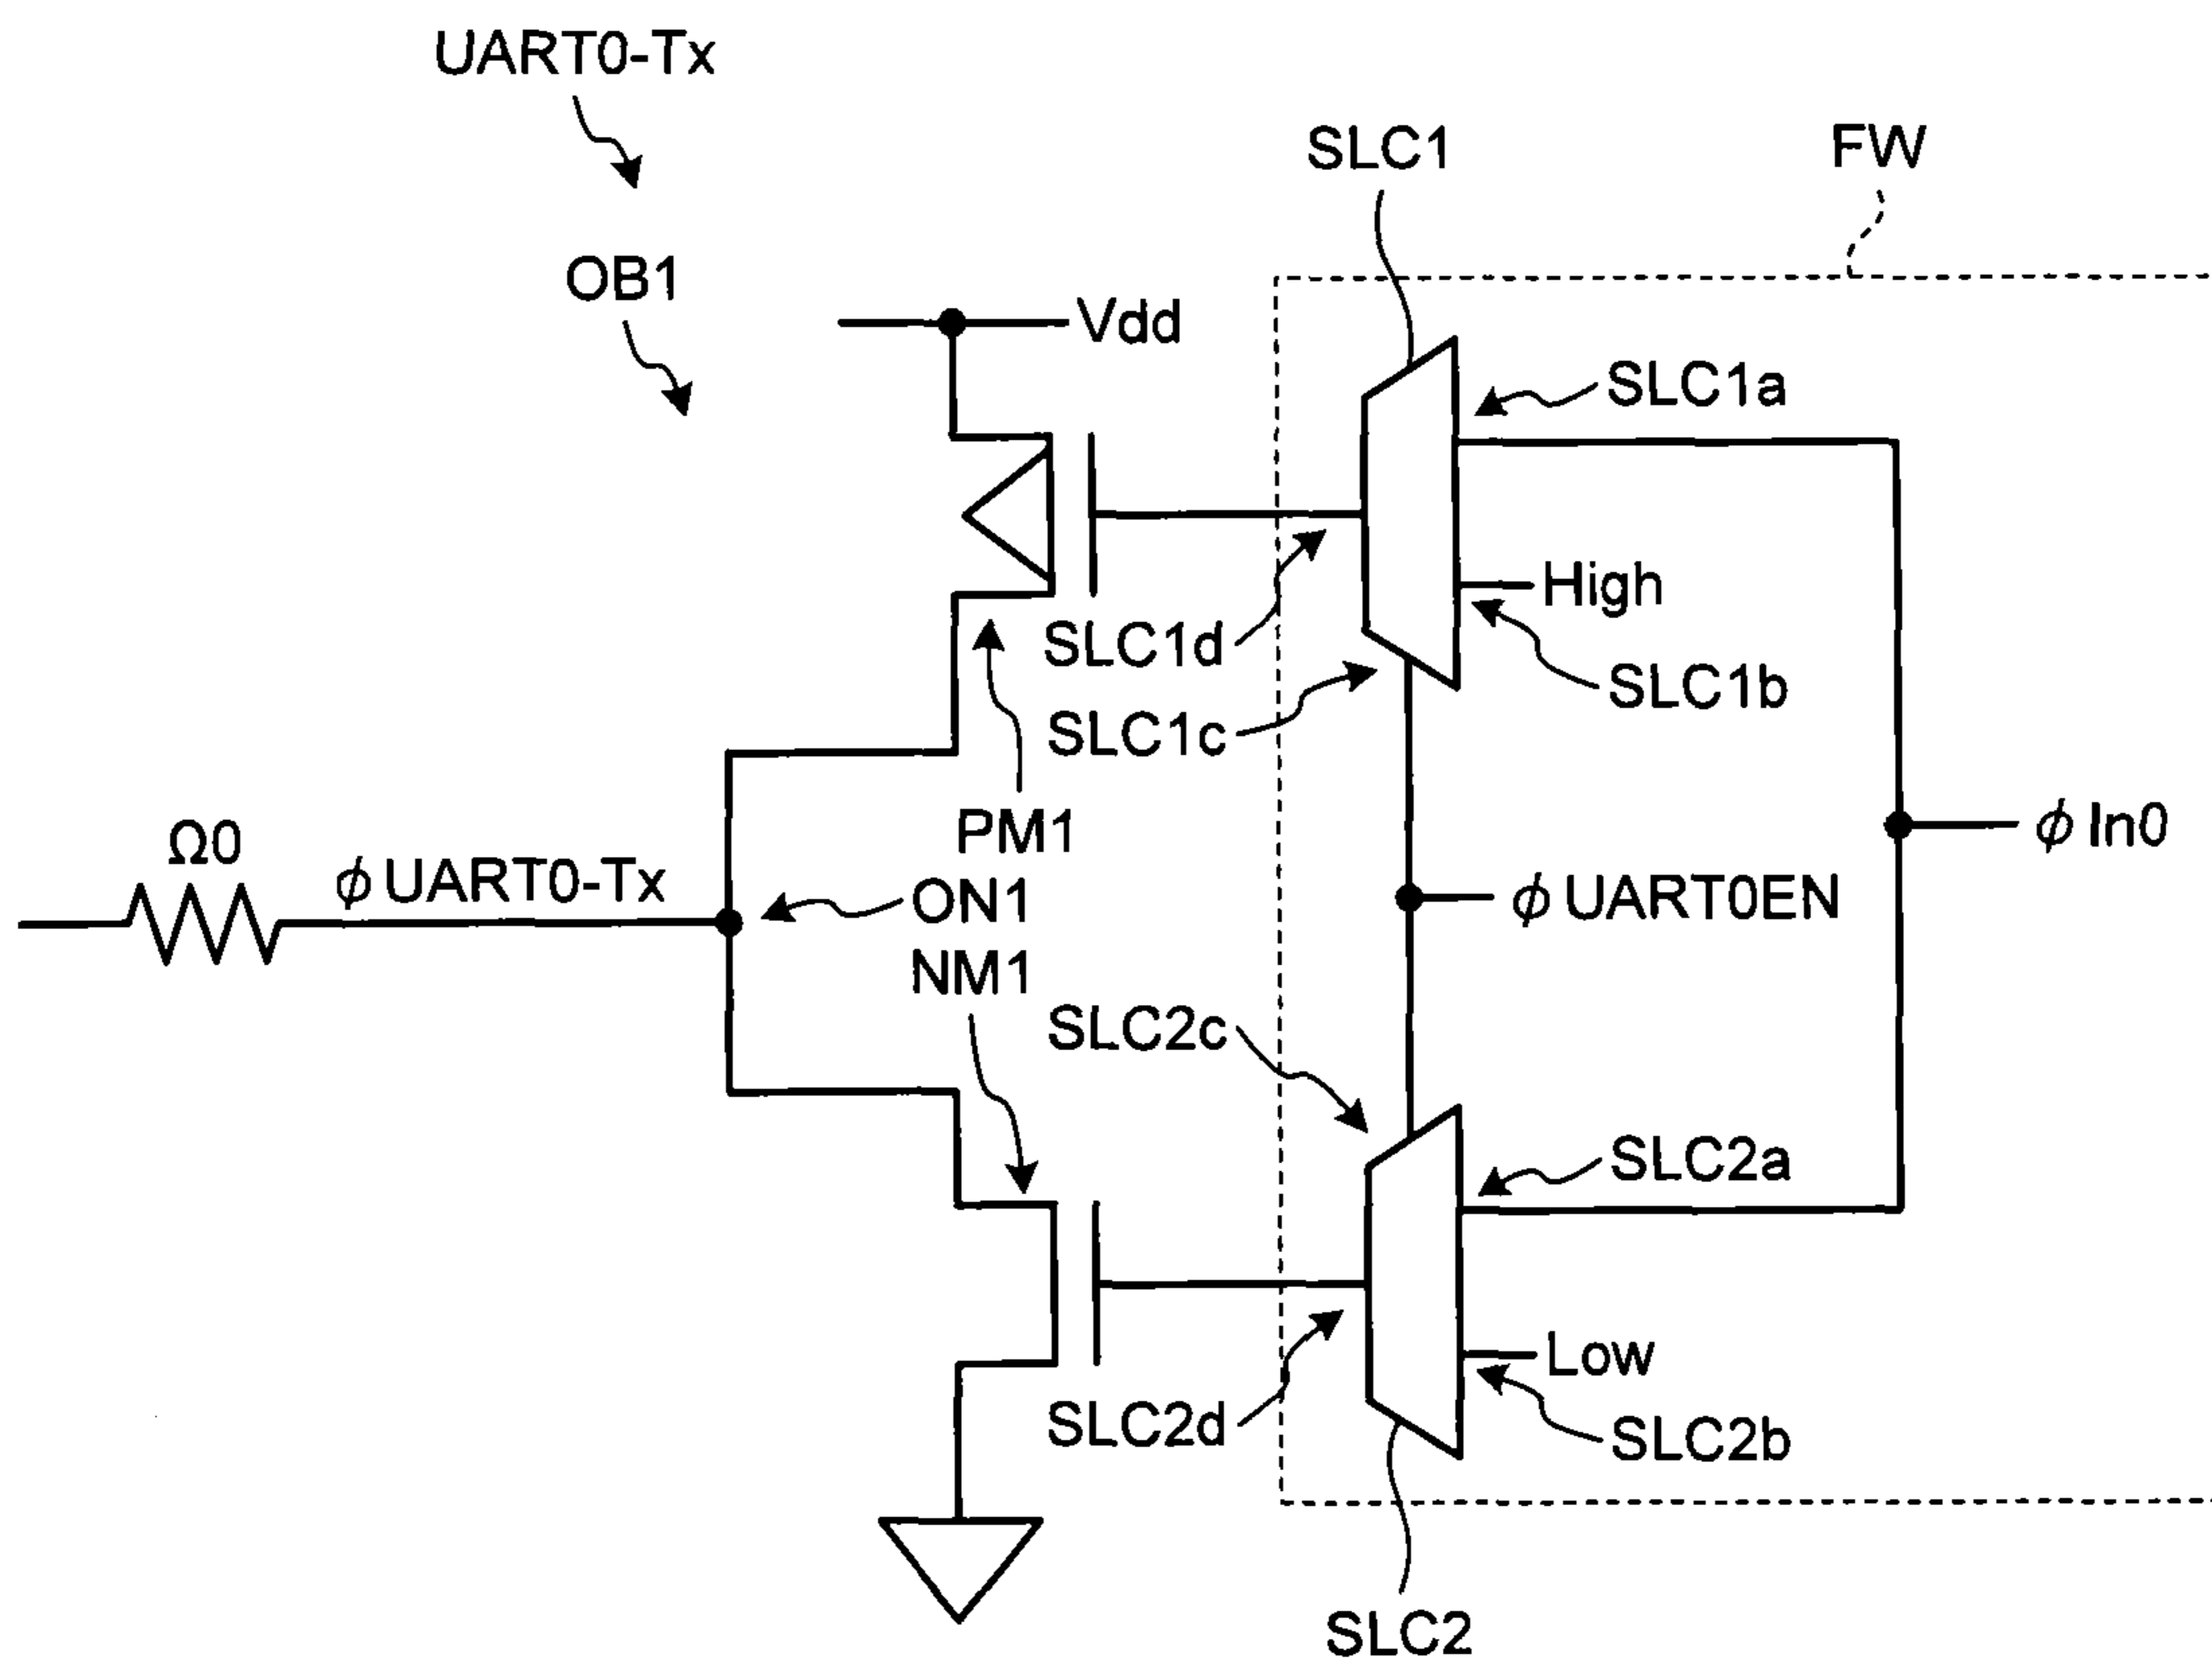 UART0-Tx
SLC1
FW
OB1
Vdd
SLC1a
High
SLC1d
SLC1b
SLC1c
PM1
ϕ In0
Ω0
ϕ UART0-Tx
ON1
ϕ UART0EN
NM1
SLC2c
SLC2a
Low
SLC2d
SLC2b
SLC2